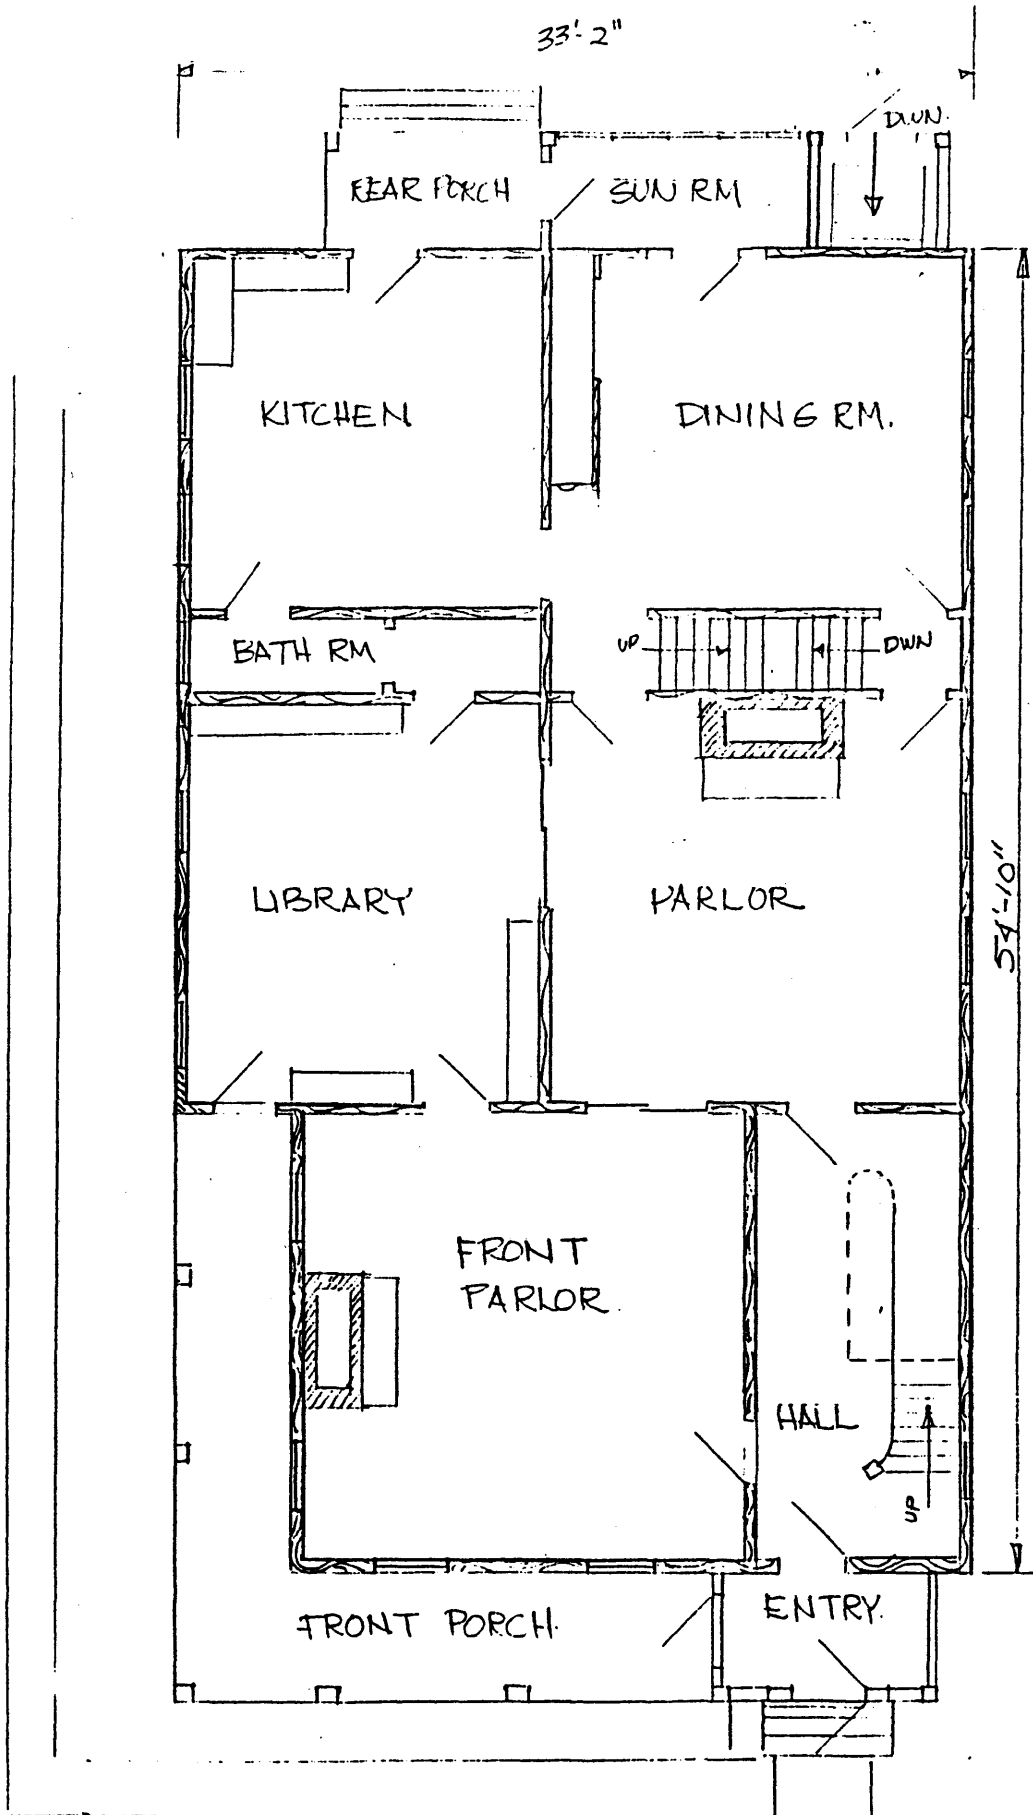 33'-2"
DWN.
REAR PORCH
SUN RM
KITCHEN
DINING RM.
BATH RM
UP
DWN
LIBRARY
PARLOR
54'-10"
FRONT
PARLOR.
HALL
UP
ENTRY.
FRONT PORCH.